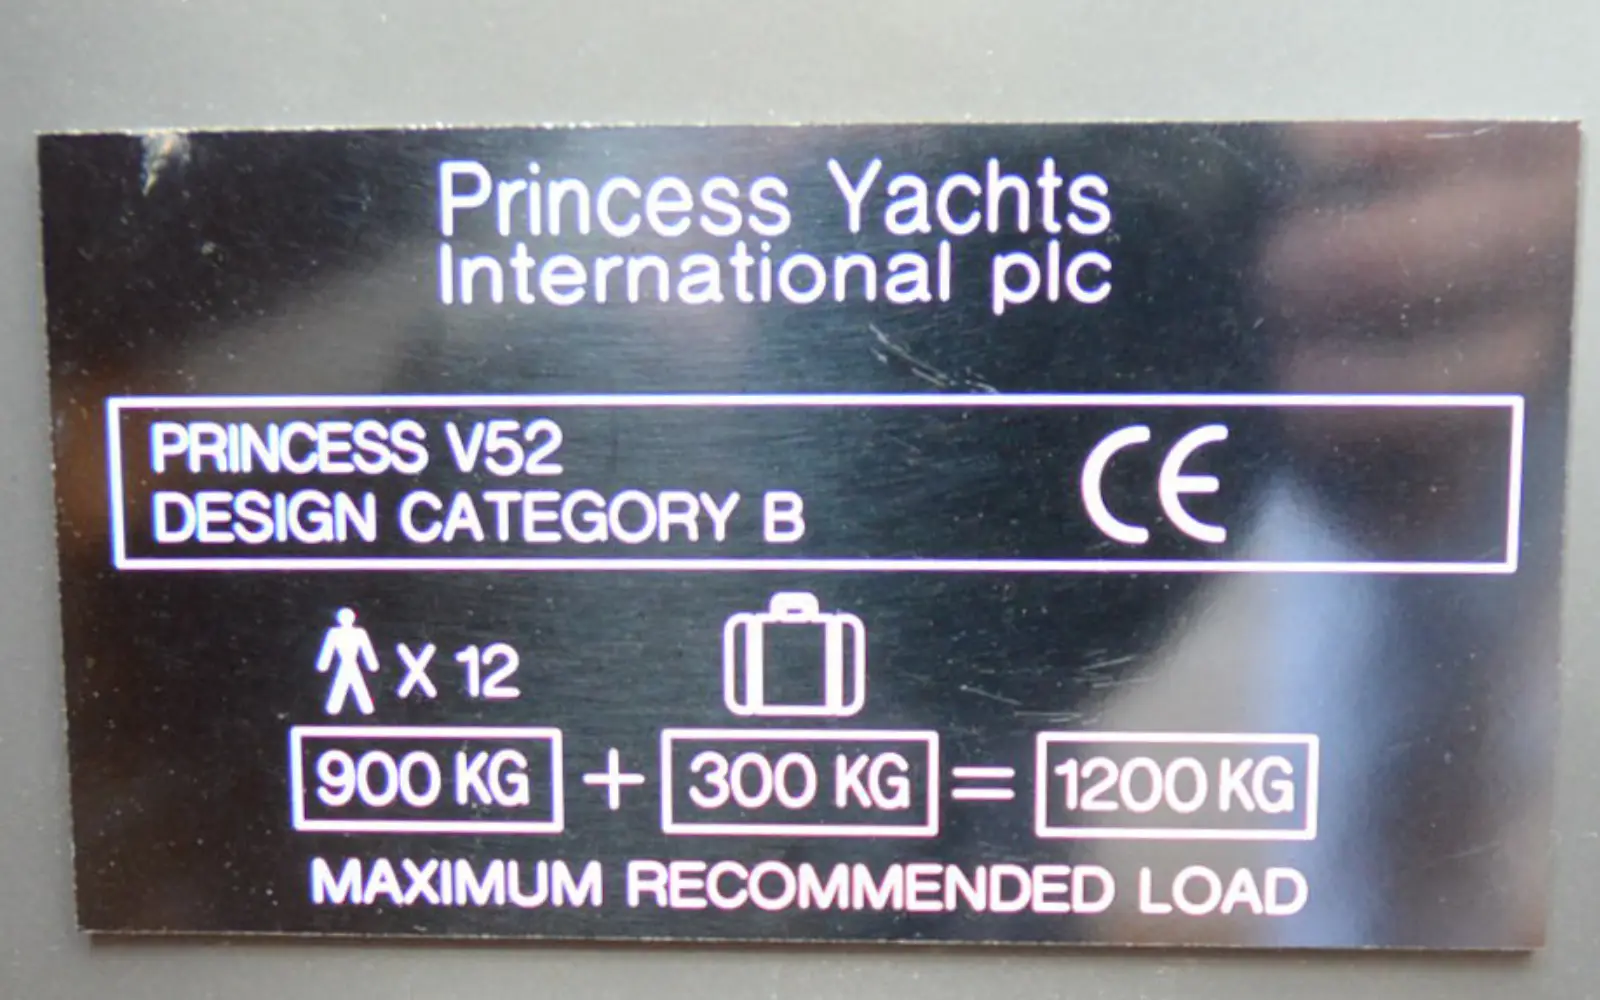 Princess Yachts
International plc
PRINCESS V52
DESIGN CATEGORY B
CE
X 12
900 KG + 300 KG = 1200 KG
MAXIMUM RECOMMENDED LOAD